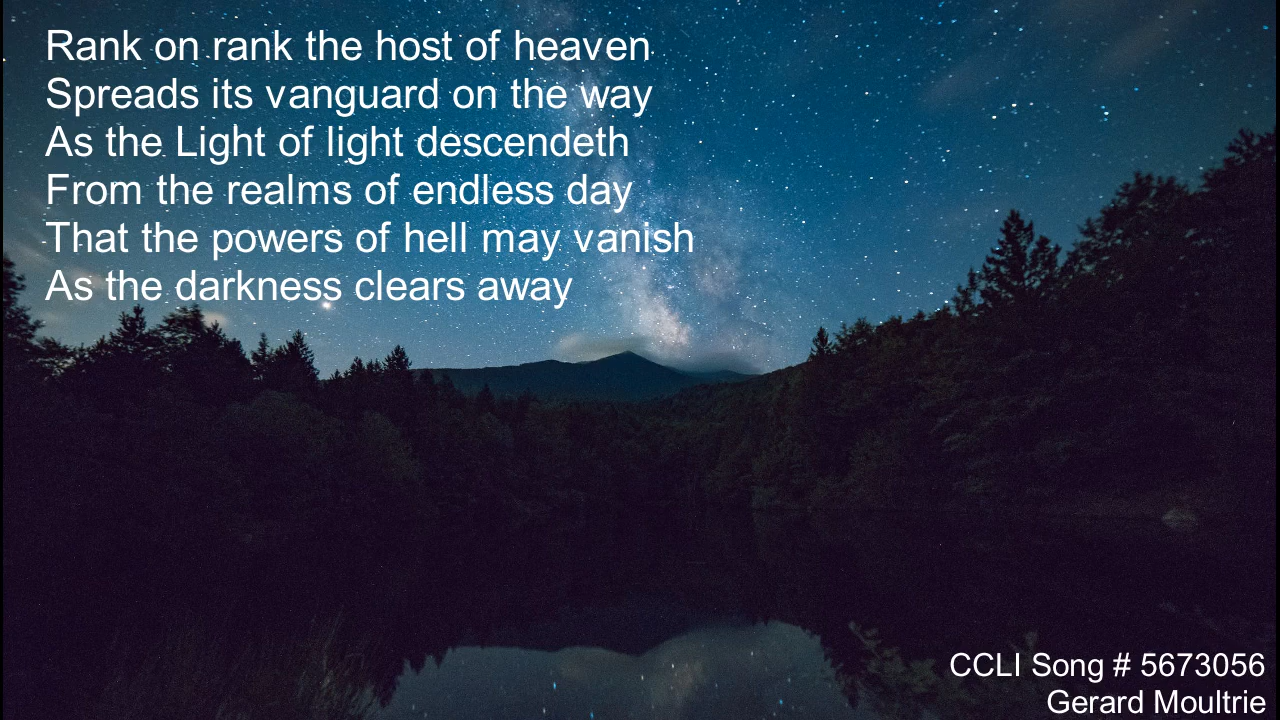 Rank on rank the host of heaven
Spreads its vanguard on the way
As the Light of light descendeth
From the realms of endless day
That the powers of hell may vanish
As the darkness clears away
CCLI Song # 5673056
Gerard Moultrie